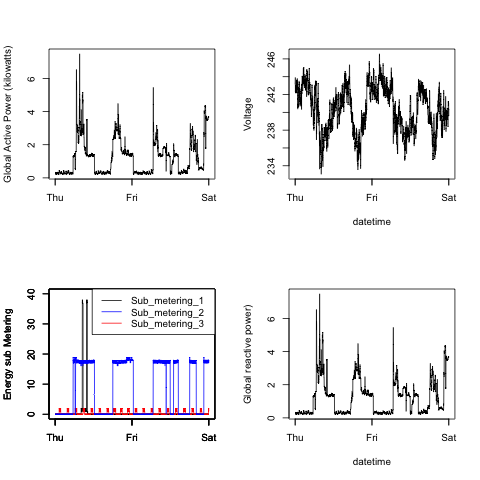 Global Active Power (kilowatts)
0 2 4 6
Thu Fri Sat
Voltage
234 238 242 246
Thu Fri Sat
datetime
Energy sub Metering
0 10 20 30 40
Sub_metering_1
Sub_metering_2
Sub_metering_3
Thu Fri Sat
Global reactive power)
0 2 4 6
Thu Fri Sat
datetime